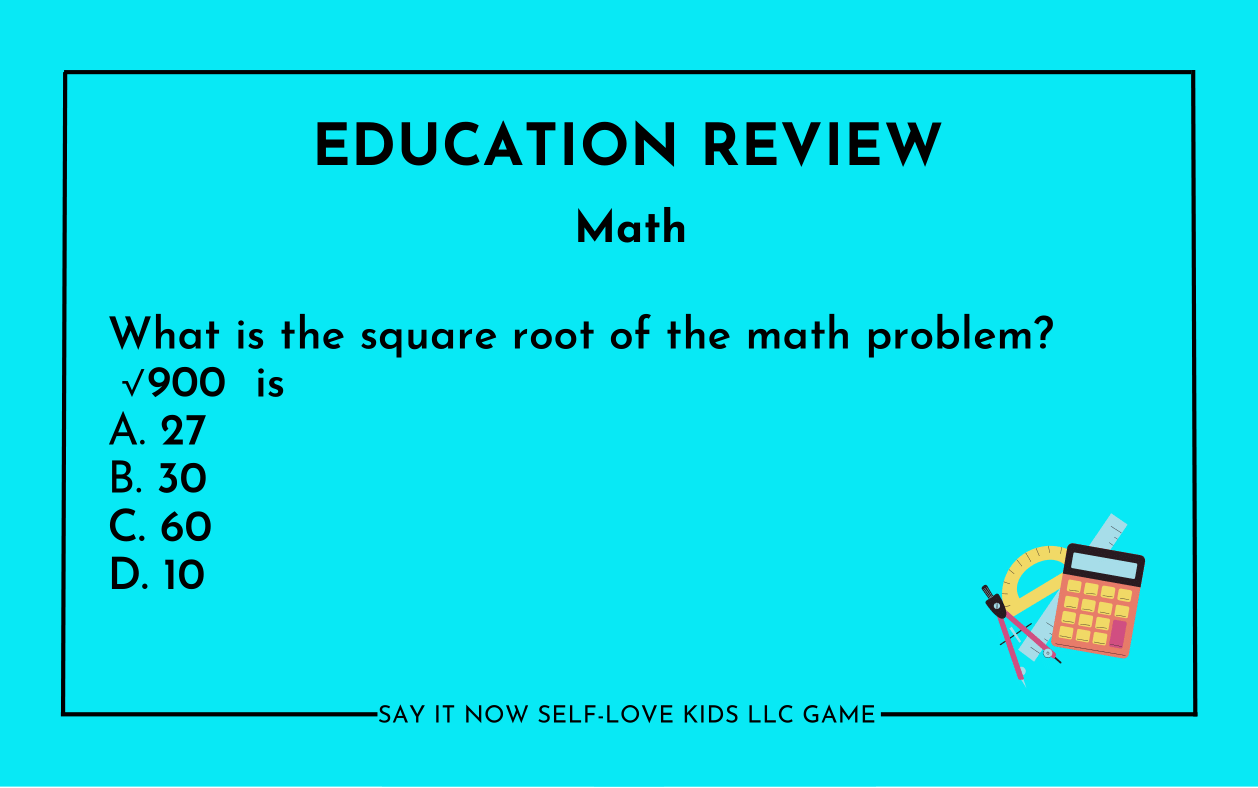 EDUCATION REVIEW
Math
What is the square root of the math problem?
√900 is
A. 27
B. 30
C. 60
D. 10
SAY IT NOW SELF-LOVE KIDS LLC GAME